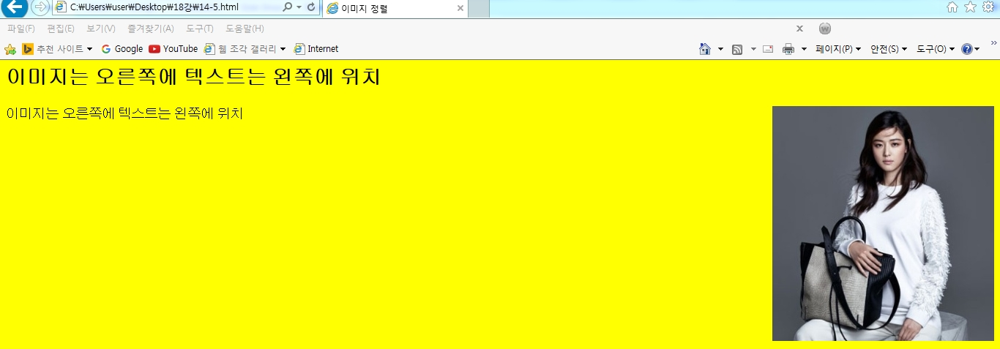 C:₩Users₩user₩Desktop₩18강₩14-5.html
이미지 정렬
파일(F) 편집(E) 보기(V) 즐겨찾기(A) 도구(T) 도움말(H)
x W
추천 사이트 Google YouTube 웹 조각 갤러리 Internet 페이지(P) 안전(S) 도구(O)
이미지는 오른쪽에 텍스트는 왼쪽에 위치
이미지는 오른쪽에 텍스트는 왼쪽에 위치